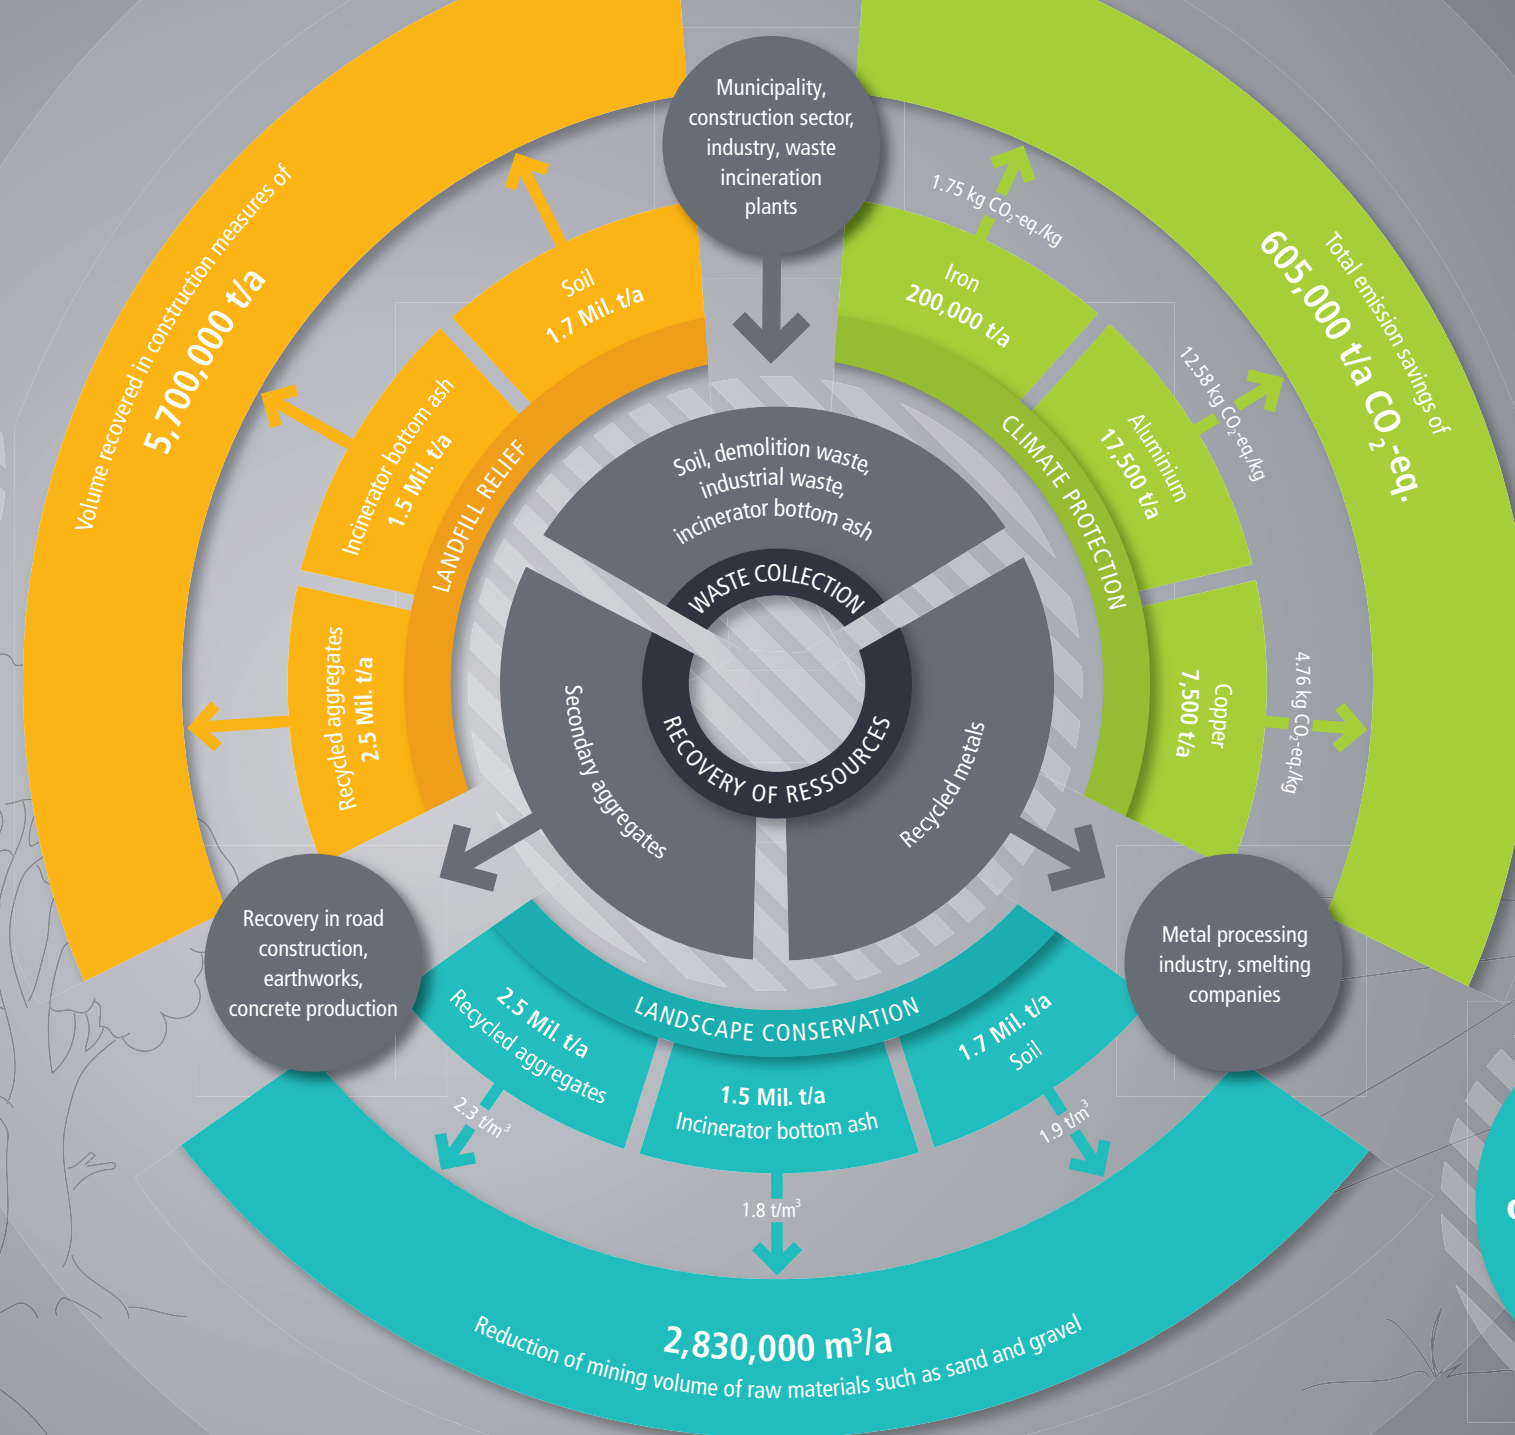 Municipality,
construction sector,
industry, waste
incineration
plants
Volume recovered in construction measures of
5,700,000 t/a
Soil
1.7 Mil. t/a
Incinerator bottom ash
1.5 Mil. t/a
Recycled aggregates
2.5 Mil. t/a
LANDFILL RELIEF
Total emission savings of
605,000 t/a CO₂-eq.
1.75 kg CO₂-eq./kg
Iron
200,000 t/a
12.58 kg CO₂-eq./kg
Aluminium
17,500 t/a
4.76 kg CO₂-eq./kg
Copper
7,500 t/a
CLIMATE PROTECTION
Soil, demolition waste,
industrial waste,
incinerator bottom ash
WASTE COLLECTION
RECOVERY OF RESSOURCES
Secondary aggregates
Recycled metals
Recovery in road
construction,
earthworks,
concrete production
Metal processing
industry, smelting
companies
LANDSCAPE CONSERVATION
2.5 Mil. t/a
Recycled aggregates
2.3 t/m³
1.5 Mil. t/a
Incinerator bottom ash
1.8 t/m³
1.7 Mil. t/a
Soil
1.9 t/m³
2,830,000 m³/a
Reduction of mining volume of raw materials such as sand and gravel